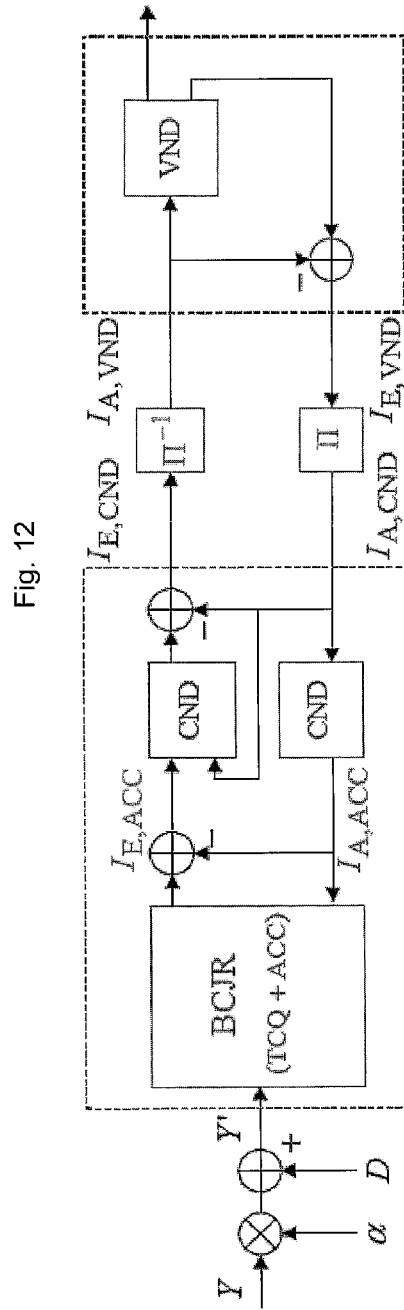 Fig. 12
Y
α
D
+
Y'
BCJR
(TCQ + ACC)
I_E,ACC
−
I_A,ACC
CND
CND
−
I_E,CND
I_A,CND
Π⁻¹
Π
I_A,VND
I_E,VND
VND
−